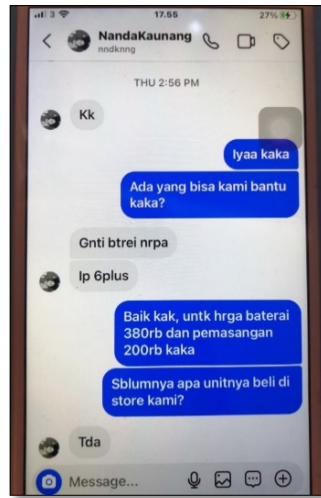 3
17.55
27%
NandaKaunang
nndknng
THU 2:56 PM
Kk
Iyaa kaka
Ada yang bisa kami bantu
kaka?
Gnti btrei nrpa
Ip 6plus
Baik kak, untk hrga baterai
380rb dan pemasangan
200rb kaka
Sblumnya apa unitnya beli di
store kami?
Tda
Message...